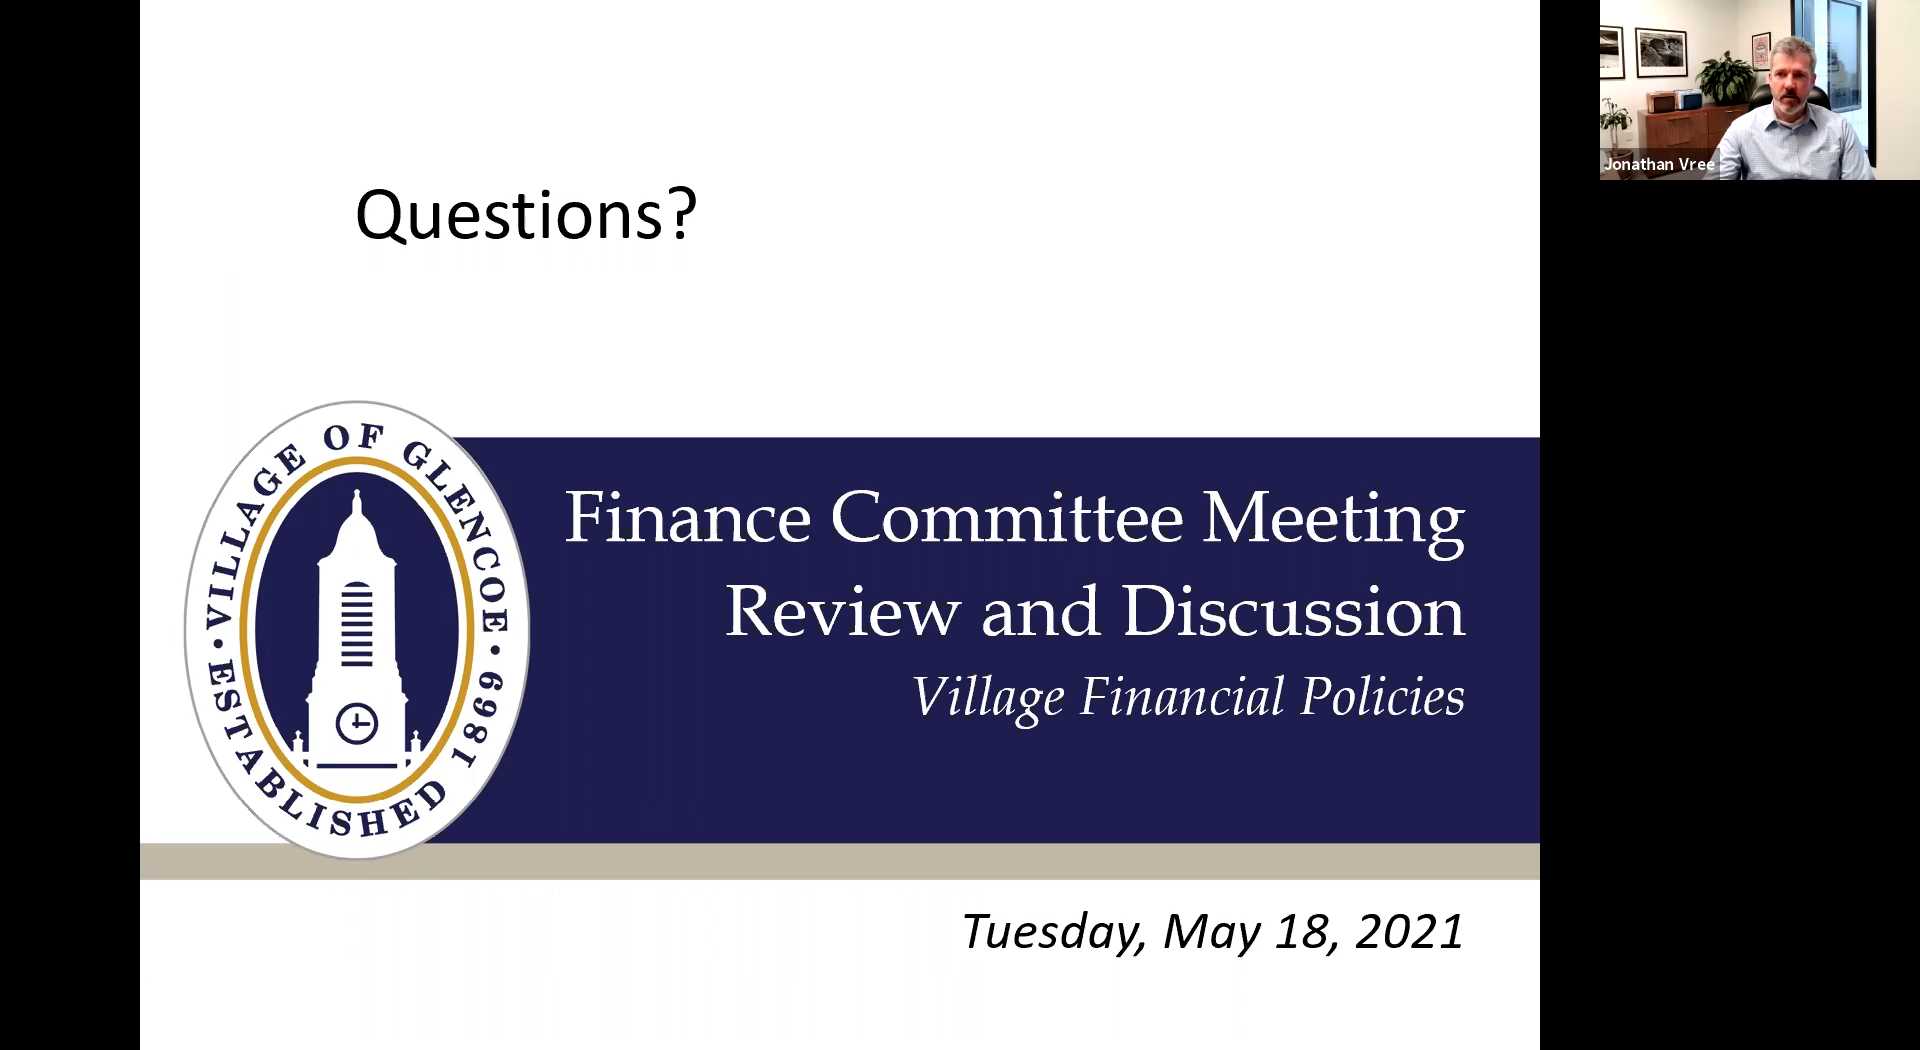 Questions?
VILLAGE OF GLENCOE
• ESTABLISHED 1869 •
Finance Committee Meeting
Review and Discussion
Village Financial Policies
Tuesday, May 18, 2021
Jonathan Vree